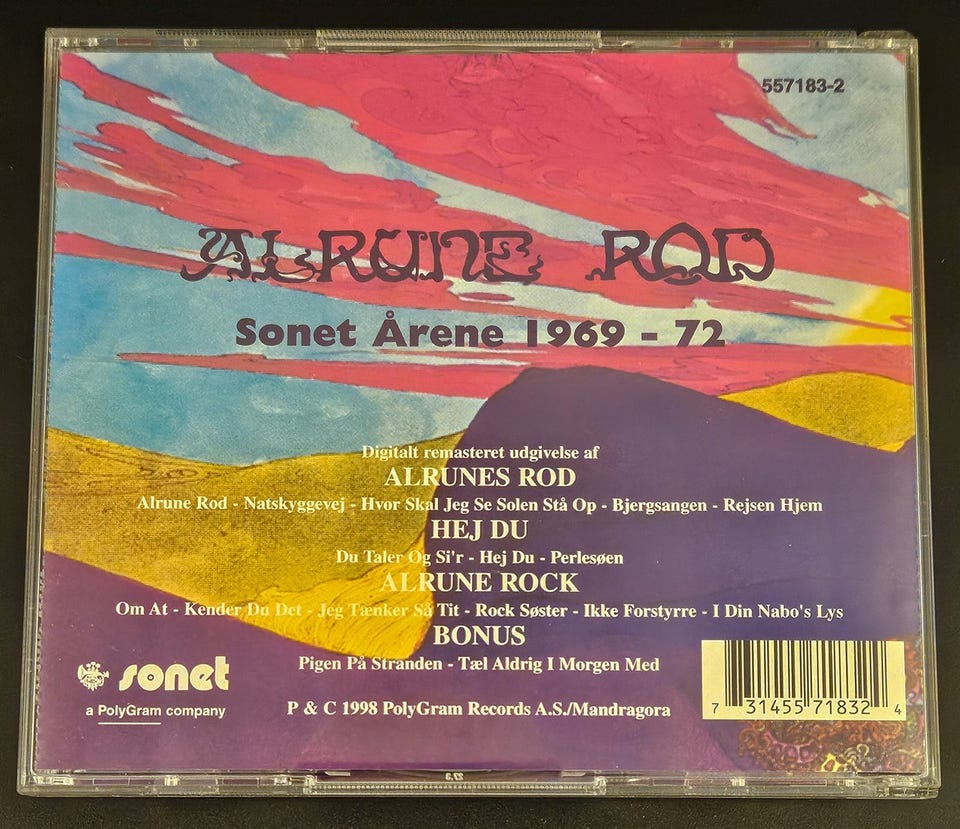 557183-2
ALRUNE ROD
Sonet Årene 1969 - 72
Digitalt remasteret udgivelse af
ALRUNES ROD
Alrune Rod - Natskyggevej - Hvor Skal Jeg Se Solen Stå Op - Bjergsangen - Rejsen Hjem
HEJ DU
Du Taler Og Si'r - Hej Du - Perlesøen
ALRUNE ROCK
Om At - Kender Du Det - Jeg Tænker Så Tit - Rock Søster - Ikke Forstyrre - I Din Nabo's Lys
BONUS
Pigen På Stranden - Tæl Aldrig I Morgen Med
sonet
a PolyGram company
P & C 1998 PolyGram Records A.S./Mandragora
7 31455 71832 4